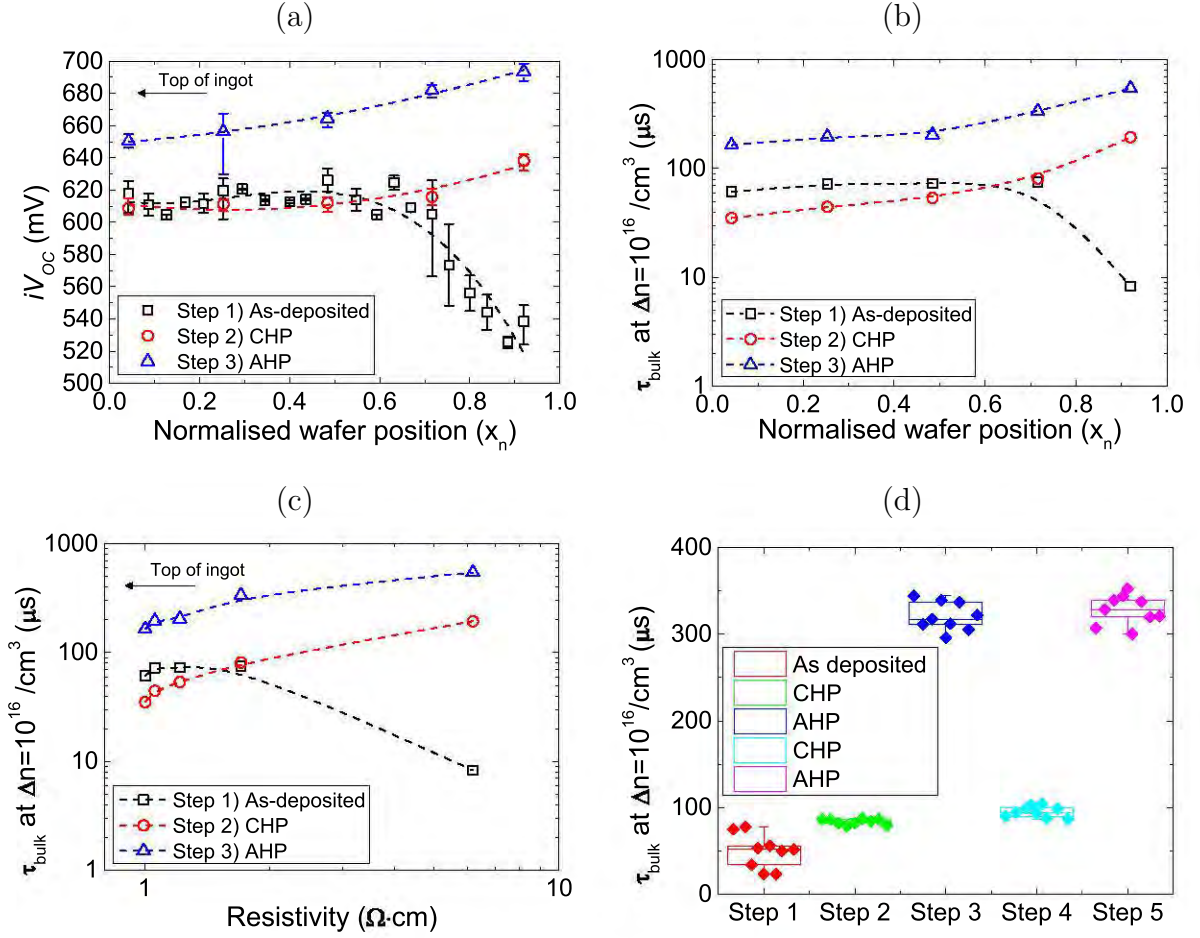 (a)
700
680
660
640
620
600
580
560
540
520
500
iV_OC (mV)
Top of ingot
Step 1) As-deposited
Step 2) CHP
Step 3) AHP
0.0 0.2 0.4 0.6 0.8 1.0
Normalised wafer position (x_n)
(b)
1000
100
10
1
τ_bulk at Δn=10^16/cm^3 (μs)
Step 1) As-deposited
Step 2) CHP
Step 3) AHP
0.0 0.2 0.4 0.6 0.8 1.0
Normalised wafer position (x_n)
(c)
1000
100
10
1
τ_bulk at Δn=10^16/cm^3 (μs)
Top of ingot
Step 1) As-deposited
Step 2) CHP
Step 3) AHP
1 10
Resistivity (Ω·cm)
(d)
400
300
200
100
0
τ_bulk at Δn=10^16/cm^3 (μs)
As deposited
CHP
AHP
CHP
AHP
Step 1 Step 2 Step 3 Step 4 Step 5